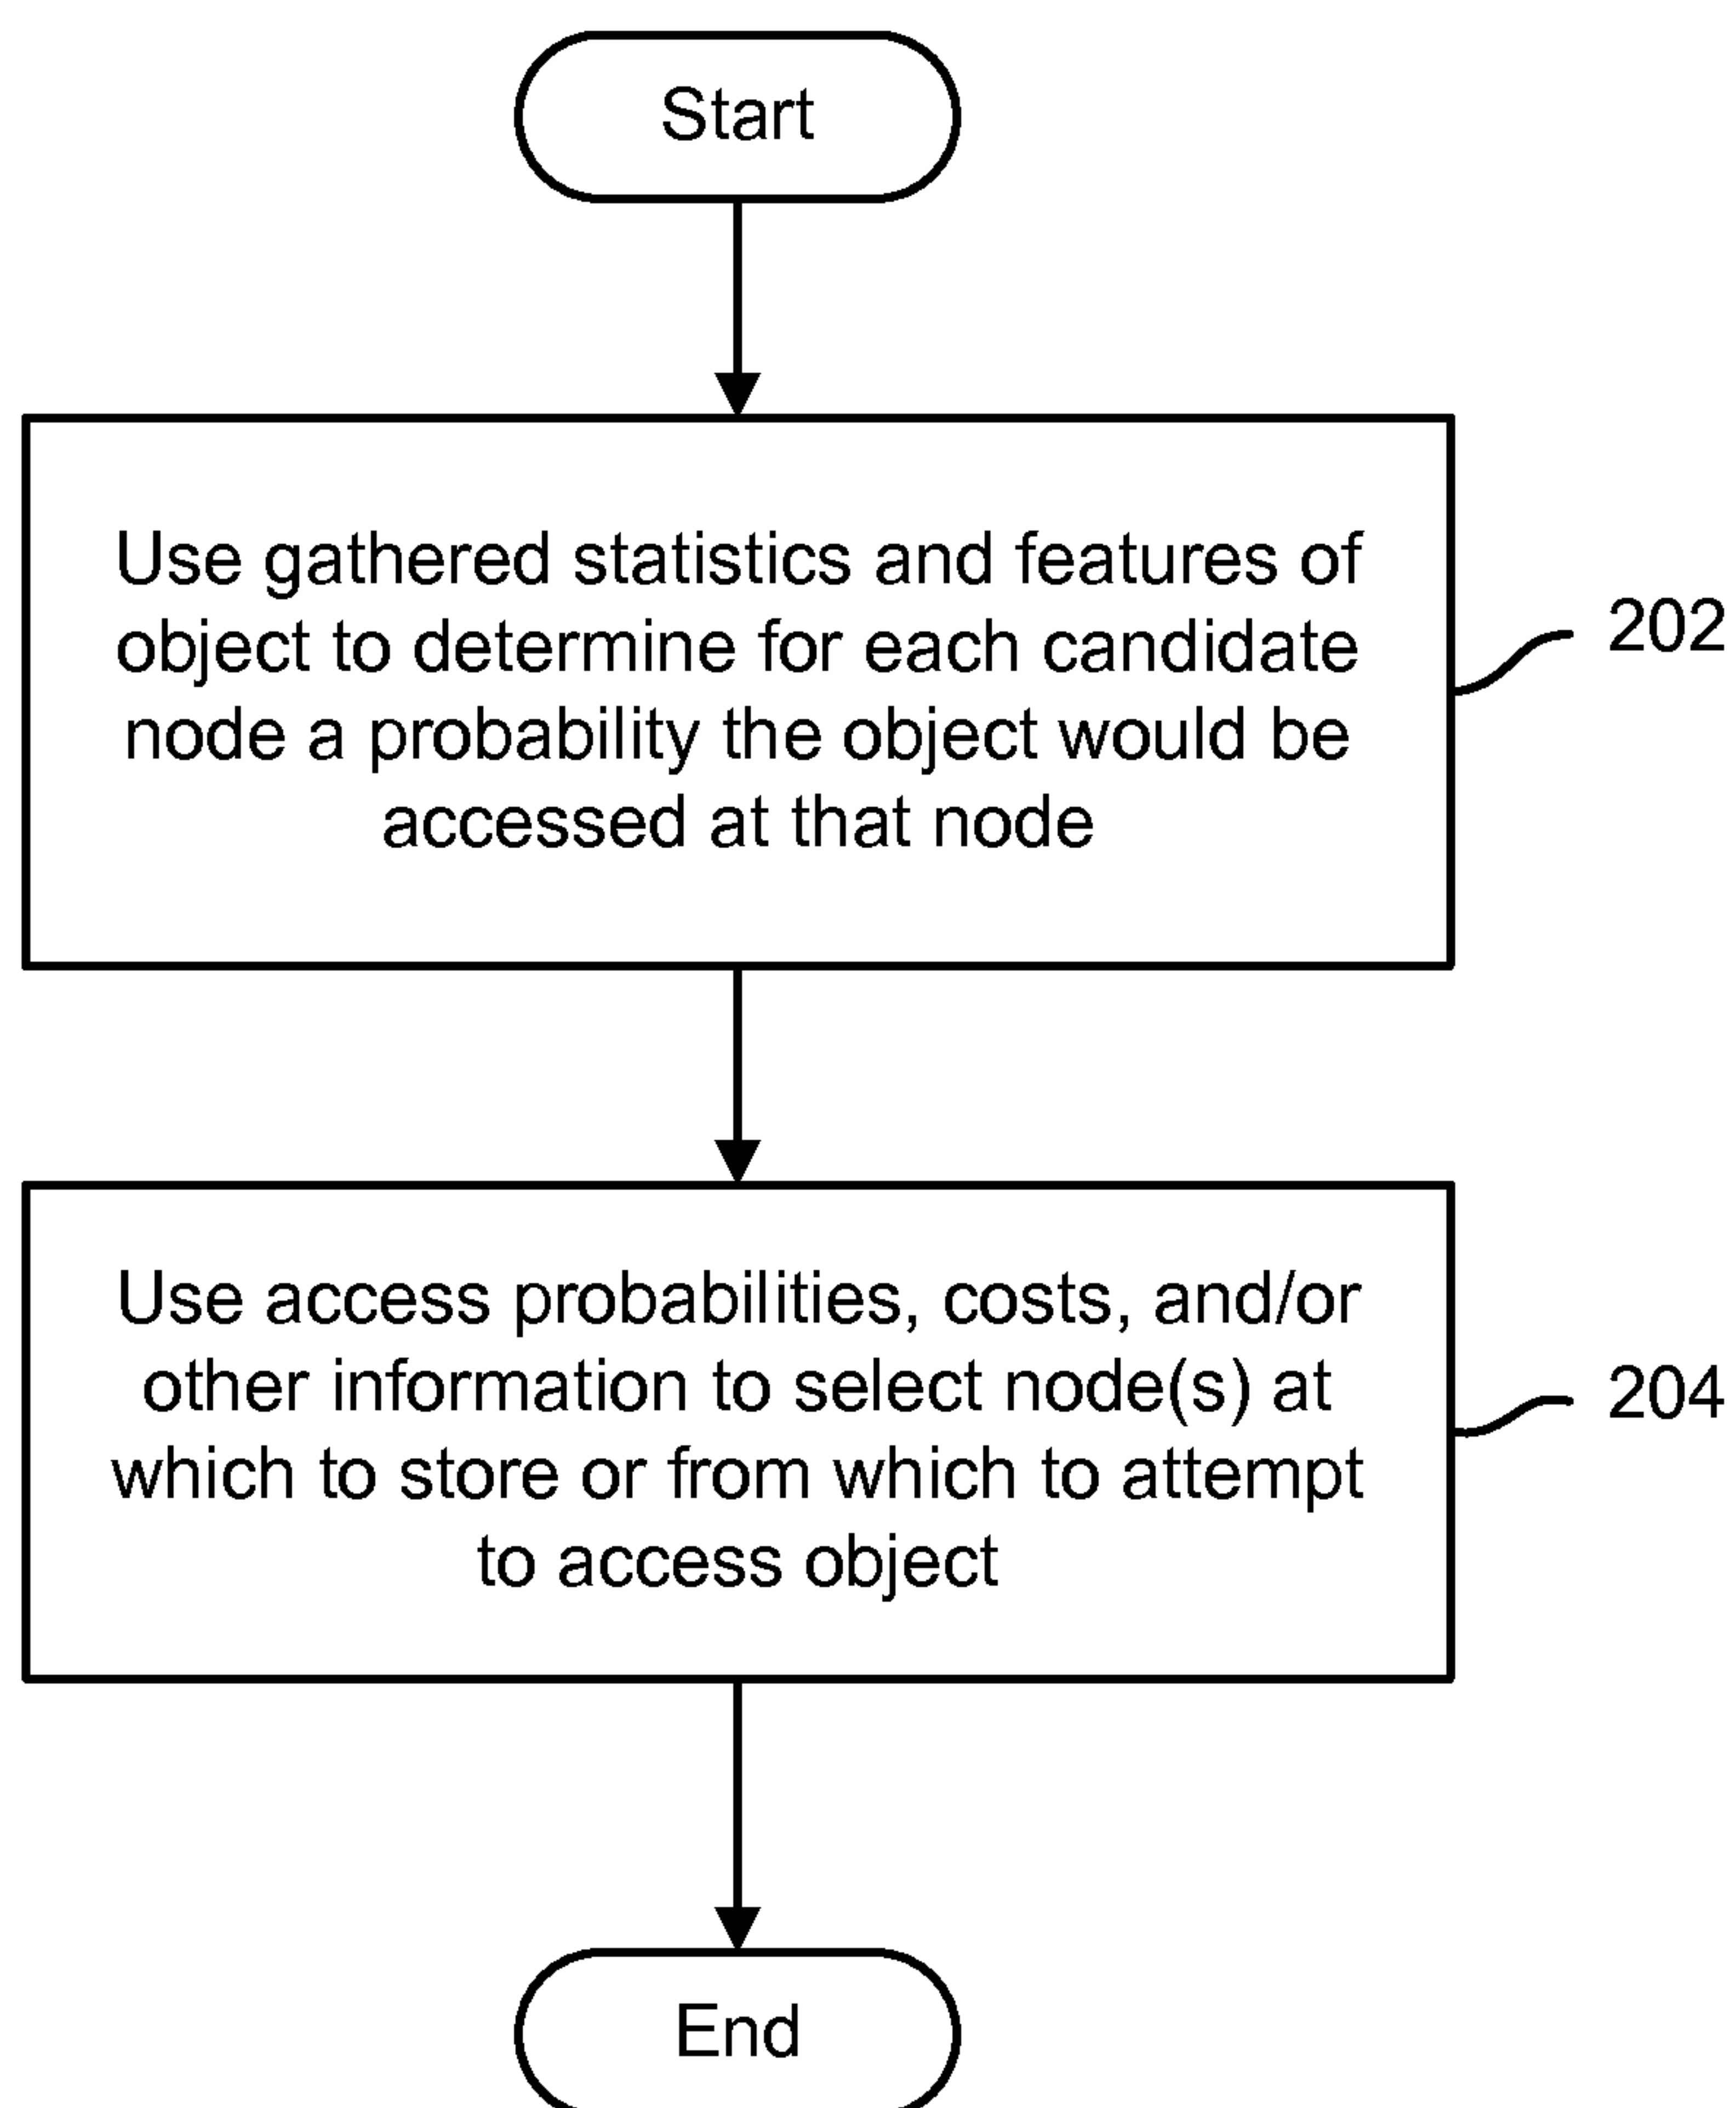 Start
Use gathered statistics and features of
object to determine for each candidate
node a probability the object would be
accessed at that node
202
Use access probabilities, costs, and/or
other information to select node(s) at
which to store or from which to attempt
to access object
204
End